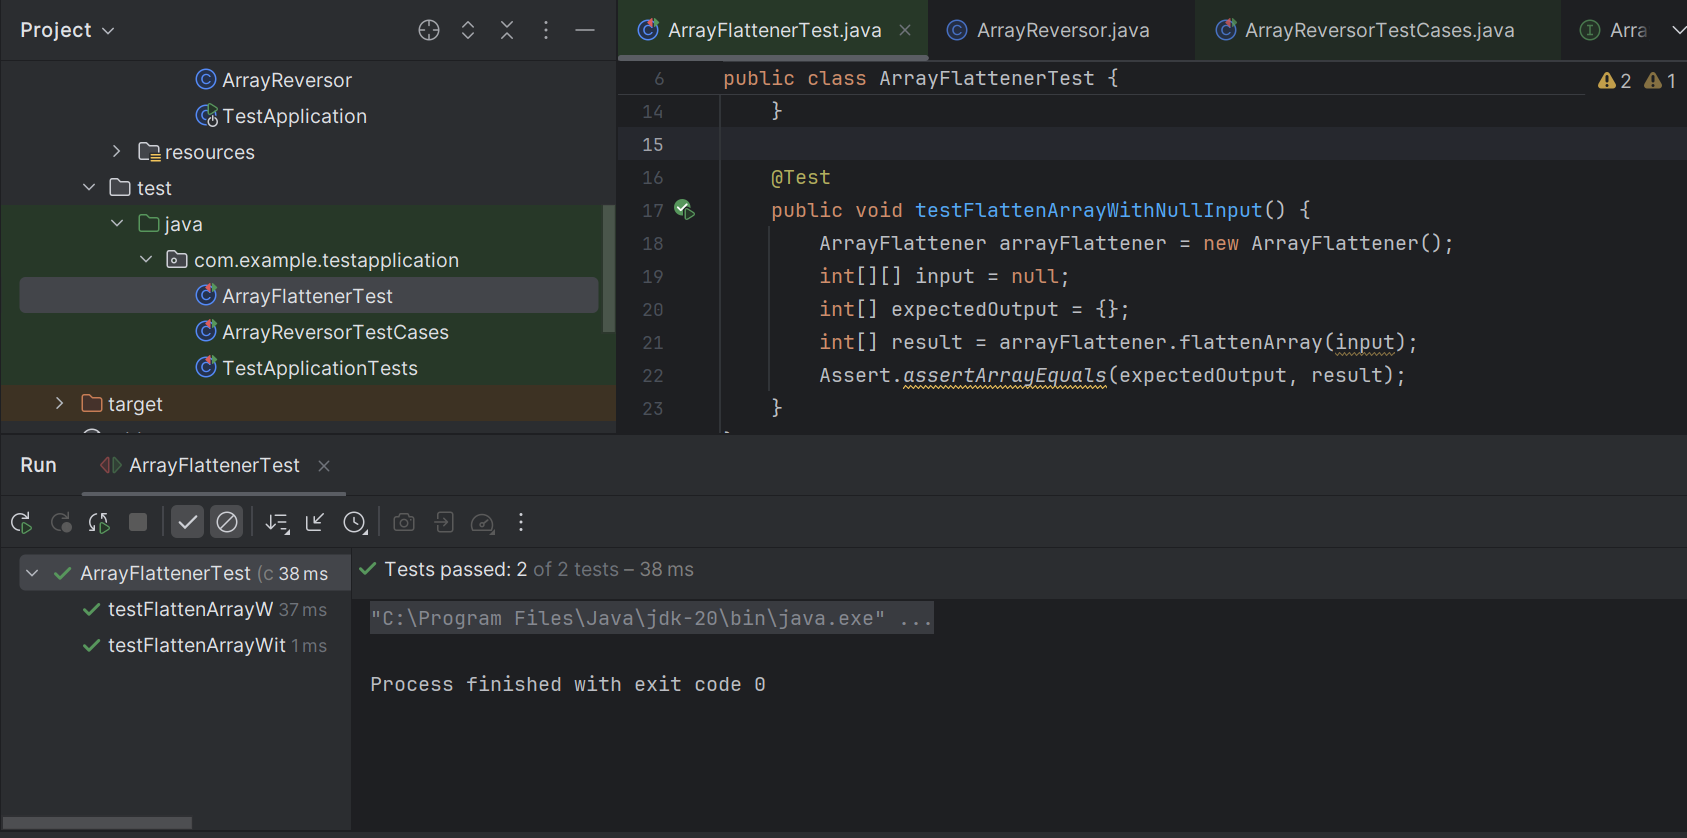 Project
ArrayReversor
TestApplication
resources
test
java
com.example.testapplication
ArrayFlattenerTest
ArrayReversorTestCases
TestApplicationTests
target
ArrayFlattenerTest.java
ArrayReversor.java
ArrayReversorTestCases.java
Arra
6 public class ArrayFlattenerTest {
2 1
14 }
15
16 @Test
17 public void testFlattenArrayWithNullInput() {
18 ArrayFlattener arrayFlattener = new ArrayFlattener();
19 int[][] input = null;
20 int[] expectedOutput = {};
21 int[] result = arrayFlattener.flattenArray(input);
22 Assert.assertArrayEquals(expectedOutput, result);
23 }
Run ArrayFlattenerTest
ArrayFlattenerTest (c 38 ms
testFlattenArrayW 37 ms
testFlattenArrayWit 1 ms
Tests passed: 2 of 2 tests – 38 ms
"C:\Program Files\Java\jdk-20\bin\java.exe" ...
Process finished with exit code 0